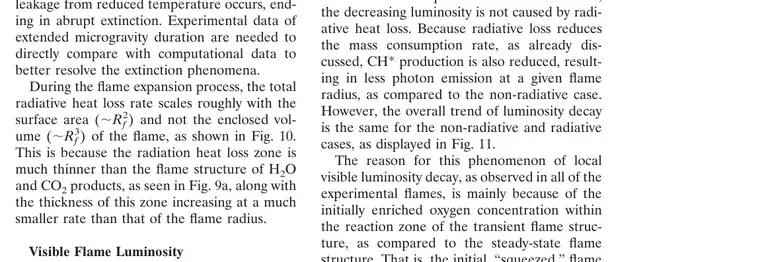 leakage from reduced temperature occurs, end-
ing in abrupt extinction. Experimental data of
extended microgravity duration are needed to
directly compare with computational data to
better resolve the extinction phenomena.
During the flame expansion process, the total
radiative heat loss rate scales roughly with the
surface area (~R_f^2) and not the enclosed vol-
ume (~R_f^3) of the flame, as shown in Fig. 10.
This is because the radiation heat loss zone is
much thinner than the flame structure of H₂O
and CO₂ products, as seen in Fig. 9a, along with
the thickness of this zone increasing at a much
smaller rate than that of the flame radius.
Visible Flame Luminosity
the decreasing luminosity is not caused by radi-
ative heat loss. Because radiative loss reduces
the mass consumption rate, as already dis-
cussed, CH* production is also reduced, result-
ing in less photon emission at a given flame
radius, as compared to the non-radiative case.
However, the overall trend of luminosity decay
is the same for the non-radiative and radiative
cases, as displayed in Fig. 11.
The reason for this phenomenon of local
visible luminosity decay, as observed in all of the
experimental flames, is mainly because of the
initially enriched oxygen concentration within
the reaction zone of the transient flame struc-
ture, as compared to the steady-state flame
structure. That is, the initial, “squeezed,” flame